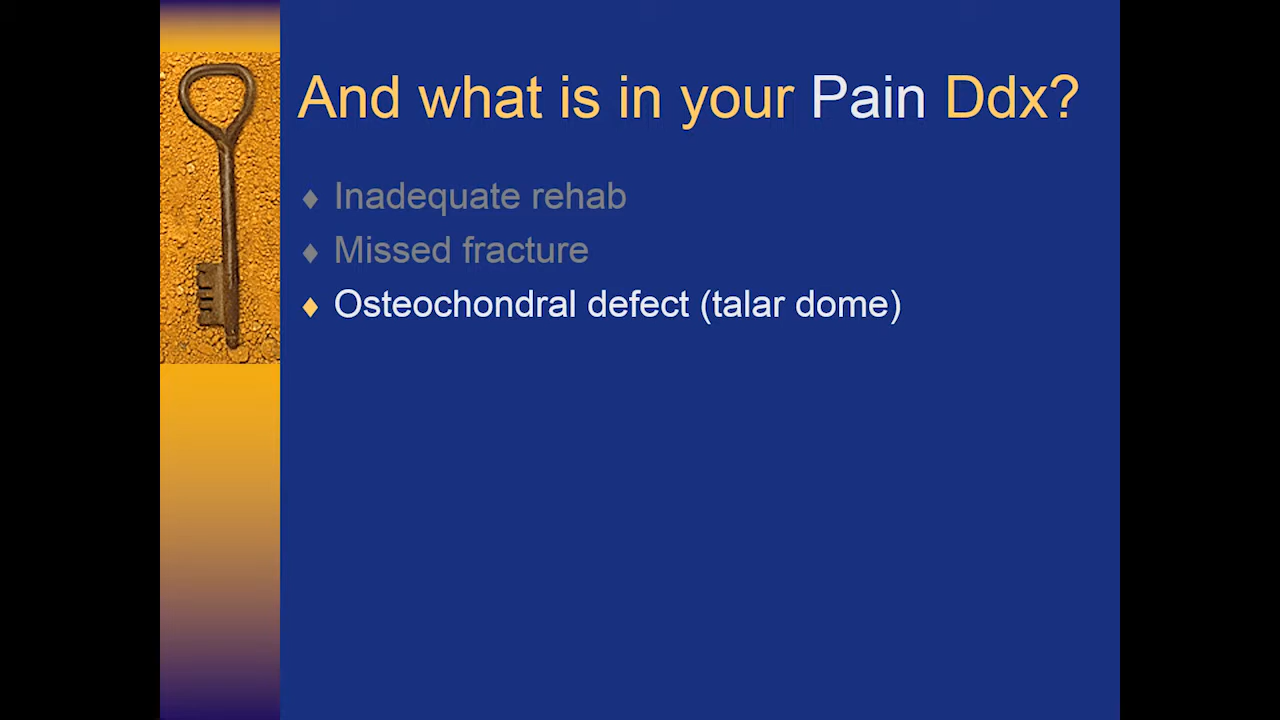 And what is in your Pain Ddx?
Inadequate rehab
Missed fracture
Osteochondral defect (talar dome)